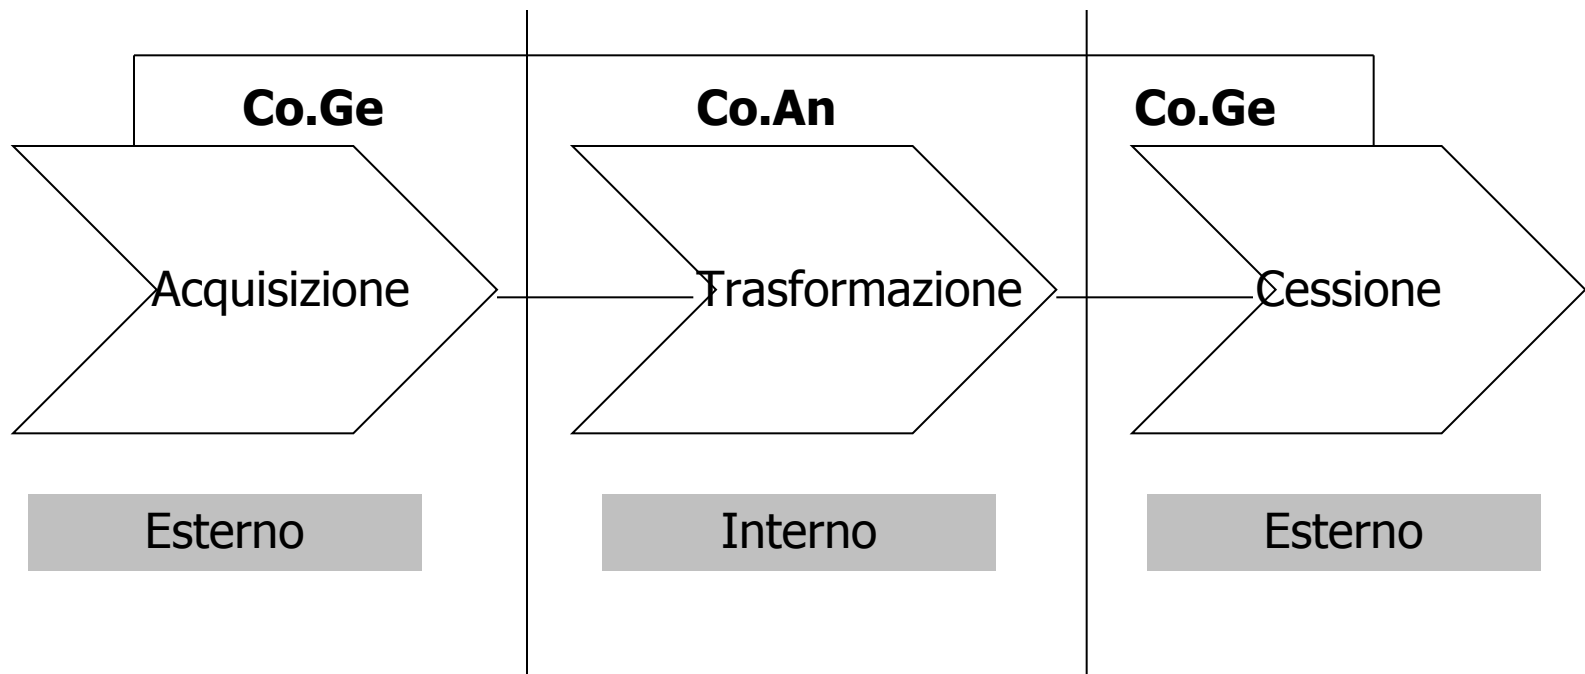 Co.Ge
Co.An
Co.Ge
Acquisizione
Trasformazione
Cessione
Esterno
Interno
Esterno